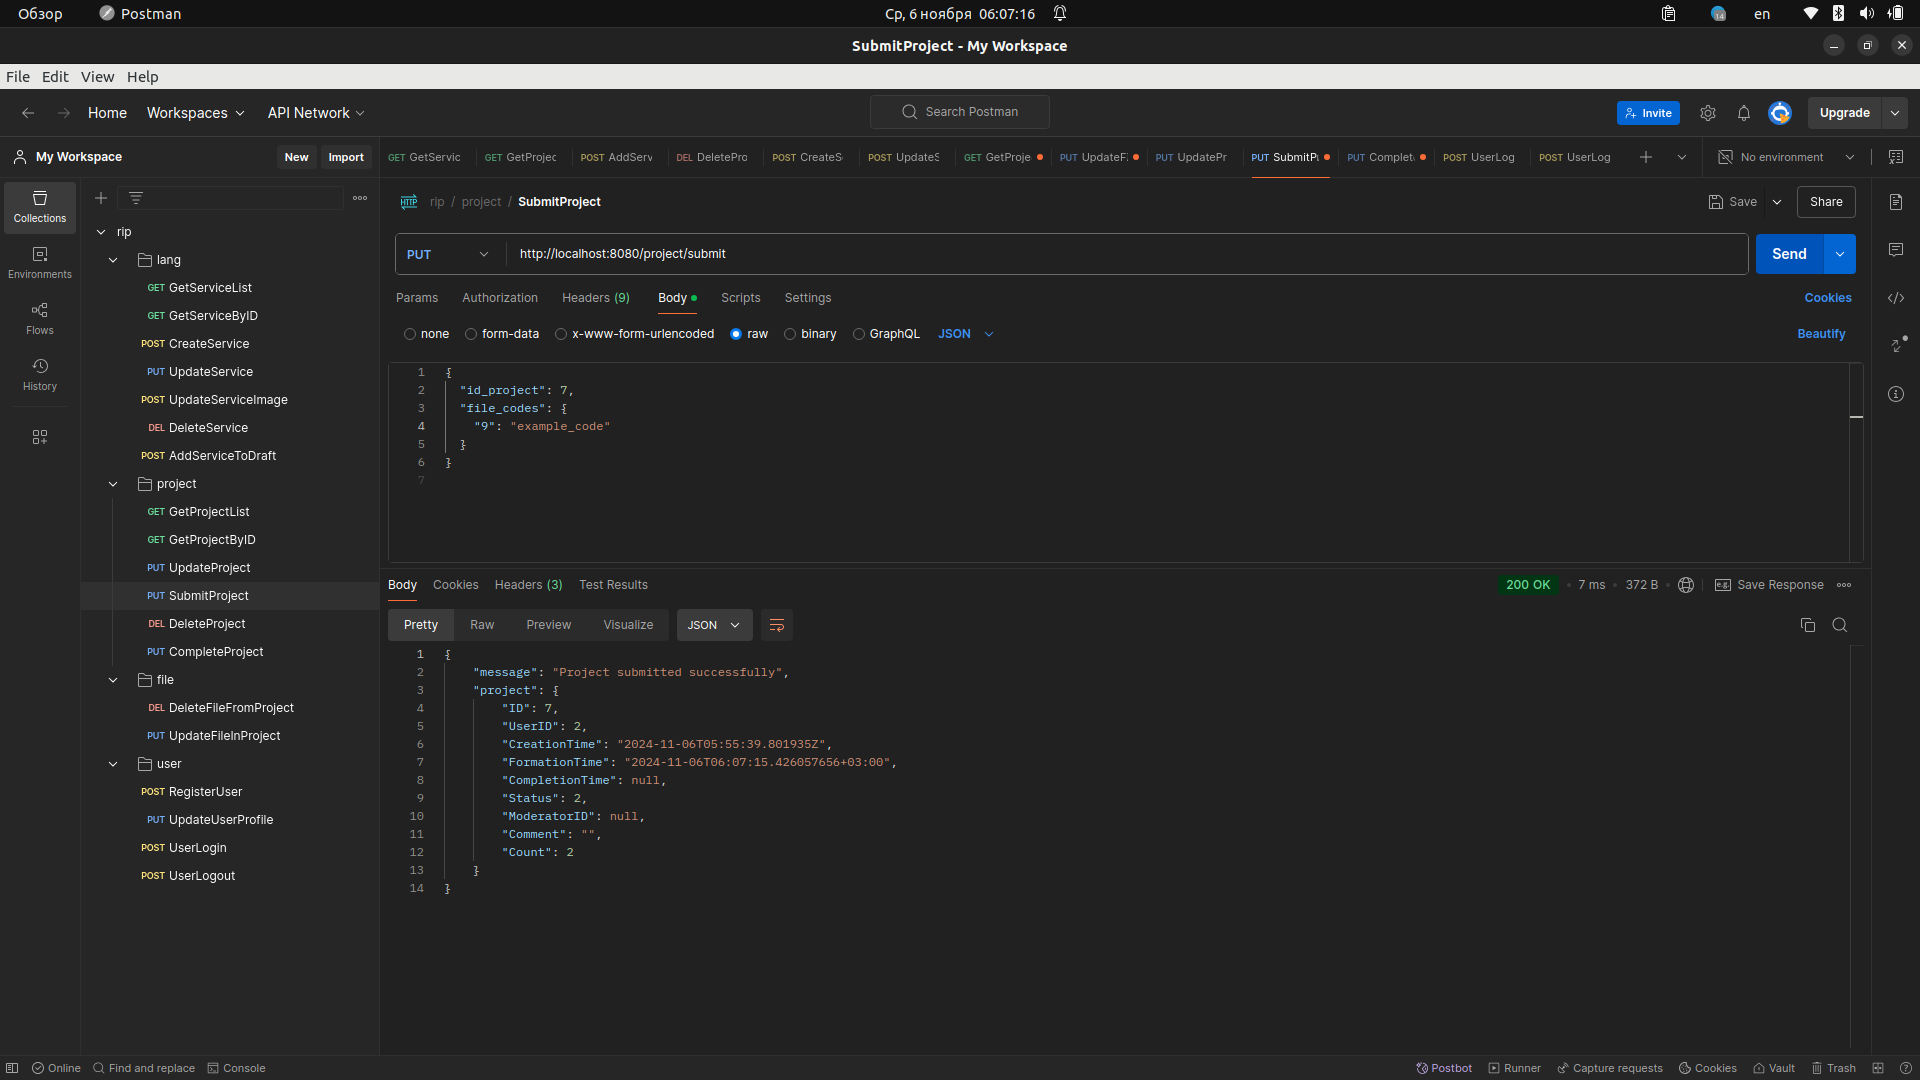 Обзор
Postman
Ср, 6 ноября 06:07:16
14
en
SubmitProject - My Workspace
File Edit View Help
Home Workspaces API Network
Search Postman
Invite
Upgrade
My Workspace
New
Import
GET GetServic
GET GetProjec
POST AddServ
DEL DeletePro
POST CreateS
POST UpdateS
GET GetProje
PUT UpdateF
PUT UpdatePr
PUT SubmitP
PUT Complet
POST UserLog
POST UserLog
No environment
Collections
Environments
Flows
History
rip
lang
GET GetServiceList
GET GetServiceByID
POST CreateService
PUT UpdateService
POST UpdateServiceImage
DEL DeleteService
POST AddServiceToDraft
project
GET GetProjectList
GET GetProjectByID
PUT UpdateProject
PUT SubmitProject
DEL DeleteProject
PUT CompleteProject
file
DEL DeleteFileFromProject
PUT UpdateFileInProject
user
POST RegisterUser
PUT UpdateUserProfile
POST UserLogin
POST UserLogout
HTTP rip / project / SubmitProject
Save
Share
PUT http://localhost:8080/project/submit
Send
Params Authorization Headers (9) Body Scripts Settings
Cookies
none form-data x-www-form-urlencoded raw binary GraphQL JSON
Beautify
1 {
2 "id_project": 7,
3 "file_codes": {
4 "9": "example_code"
5 }
6 }
7
Body Cookies Headers (3) Test Results
200 OK • 7 ms • 372 B
e.g. Save Response
Pretty Raw Preview Visualize JSON
1 {
2 "message": "Project submitted successfully",
3 "project": {
4 "ID": 7,
5 "UserID": 2,
6 "CreationTime": "2024-11-06T05:55:39.801935Z",
7 "FormationTime": "2024-11-06T06:07:15.426057656+03:00",
8 "CompletionTime": null,
9 "Status": 2,
10 "ModeratorID": null,
11 "Comment": "",
12 "Count": 2
13 }
14 }
Online Find and replace Console
Postbot Runner Capture requests Cookies Vault Trash